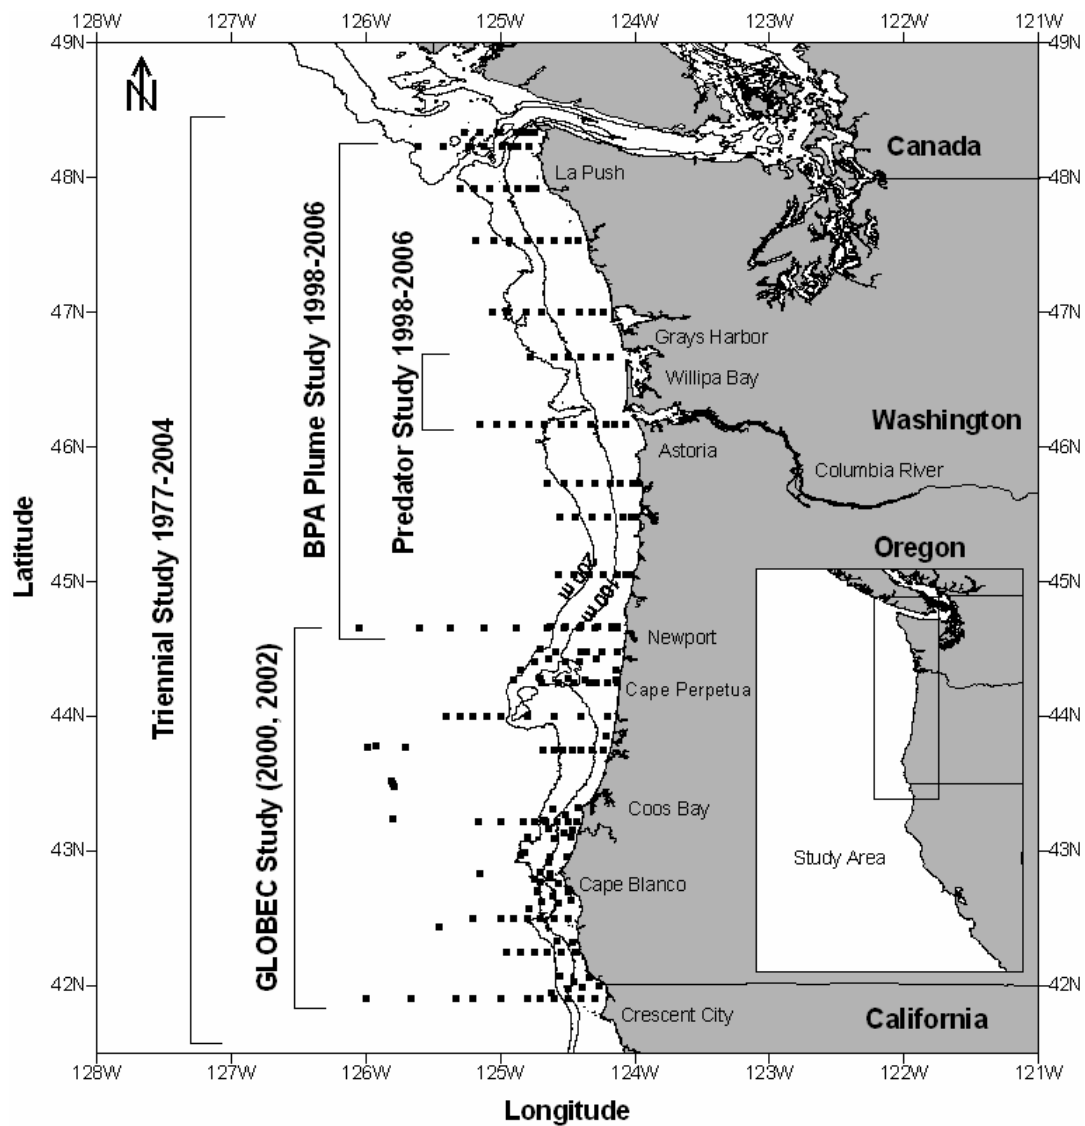 128W 127W 126W 125W 124W 123W 122W 121W
49N 49N
N
Canada
La Push
48N 48N
BPA Plume Study 1998-2006
Predator Study 1998-2006
47N 47N
Grays Harbor
Willipa Bay
Washington
46N 46N
Astoria
Columbia River
Triennial Study 1977-2004
Latitude
Oregon
200 m
100 m
45N 45N
Newport
Cape Perpetua
44N 44N
GLOBEC Study (2000, 2002)
Coos Bay
43N 43N
Study Area
Cape Blanco
42N 42N
Crescent City
California
128W 127W 126W 125W 124W 123W 122W 121W
Longitude